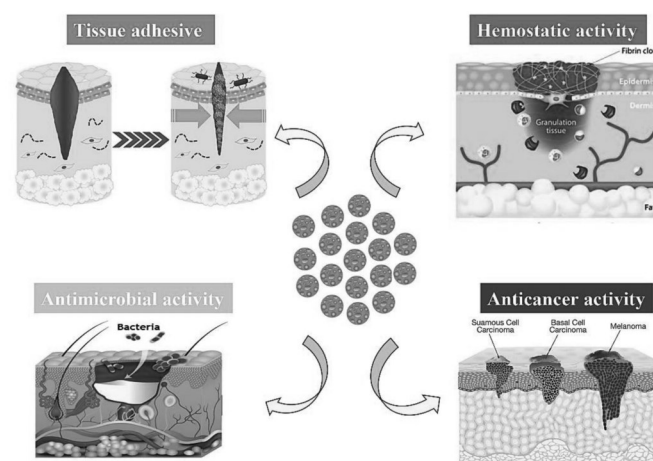 Tissue adhesive
Hemostatic activity
Fibrin clo
Epidermi
Dermi
Granulation
tissue
Fa
Antimicrobial activity
Bacteria
Anticancer activity
Suamous Cell
Carcinoma
Basal Cell
Carcinoma
Melanoma